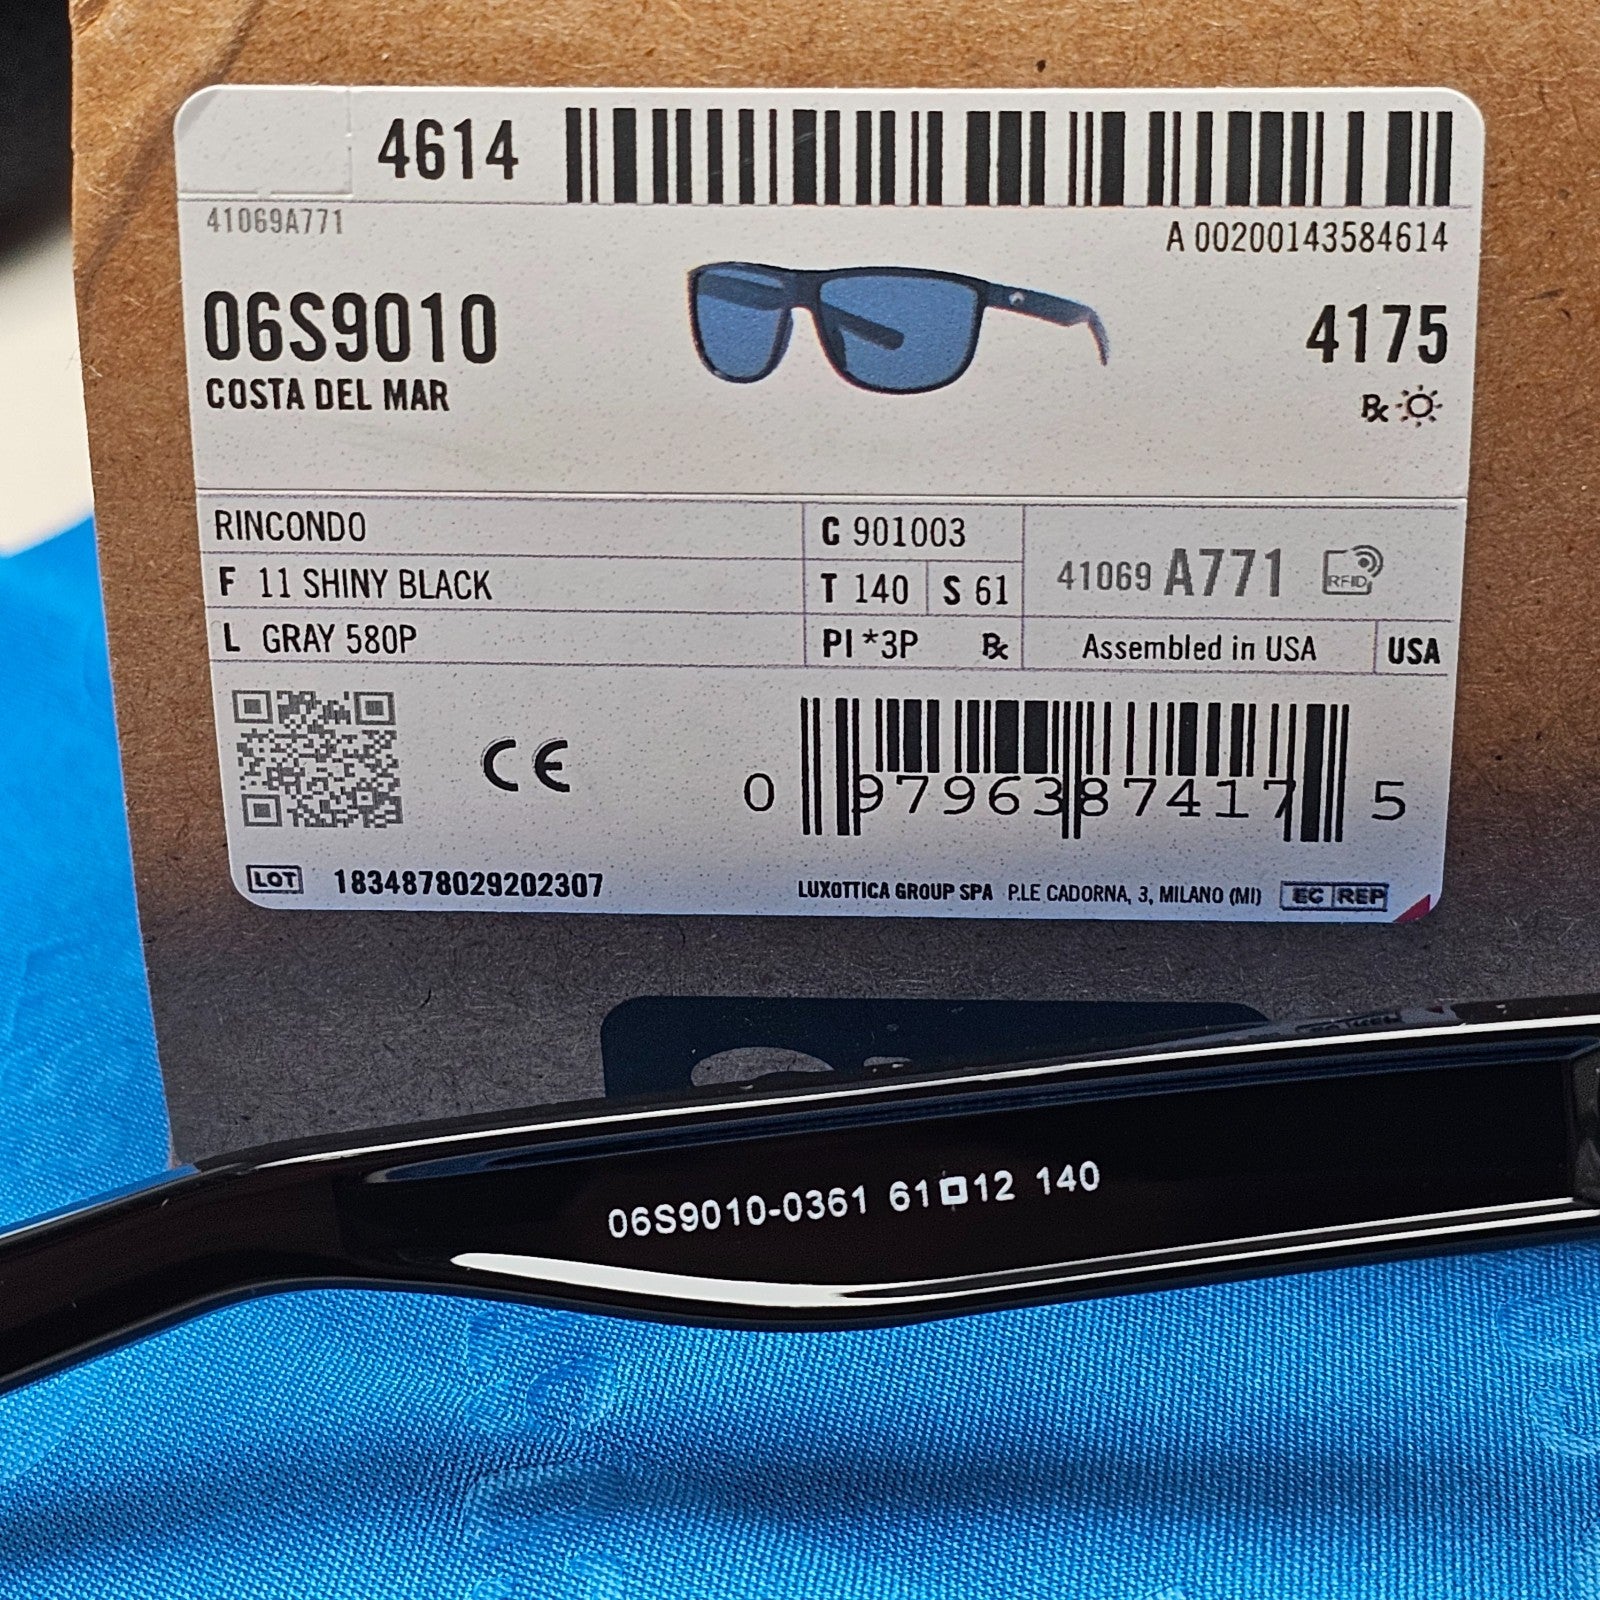 4614
41069A771
A 00200143584614
06S9010
COSTA DEL MAR
4175
Rx
RINCONDO
C 901003
F 11 SHINY BLACK
T 140 S 61
41069 A771 RFID
L GRAY 580P
PI *3P Rx
Assembled in USA USA
CE
0 97963 87417 5
LOT 1834878029202307
LUXOTTICA GROUP SPA P.LE CADORNA, 3, MILANO (MI) EC REP
06S9010-0361 61□12 140